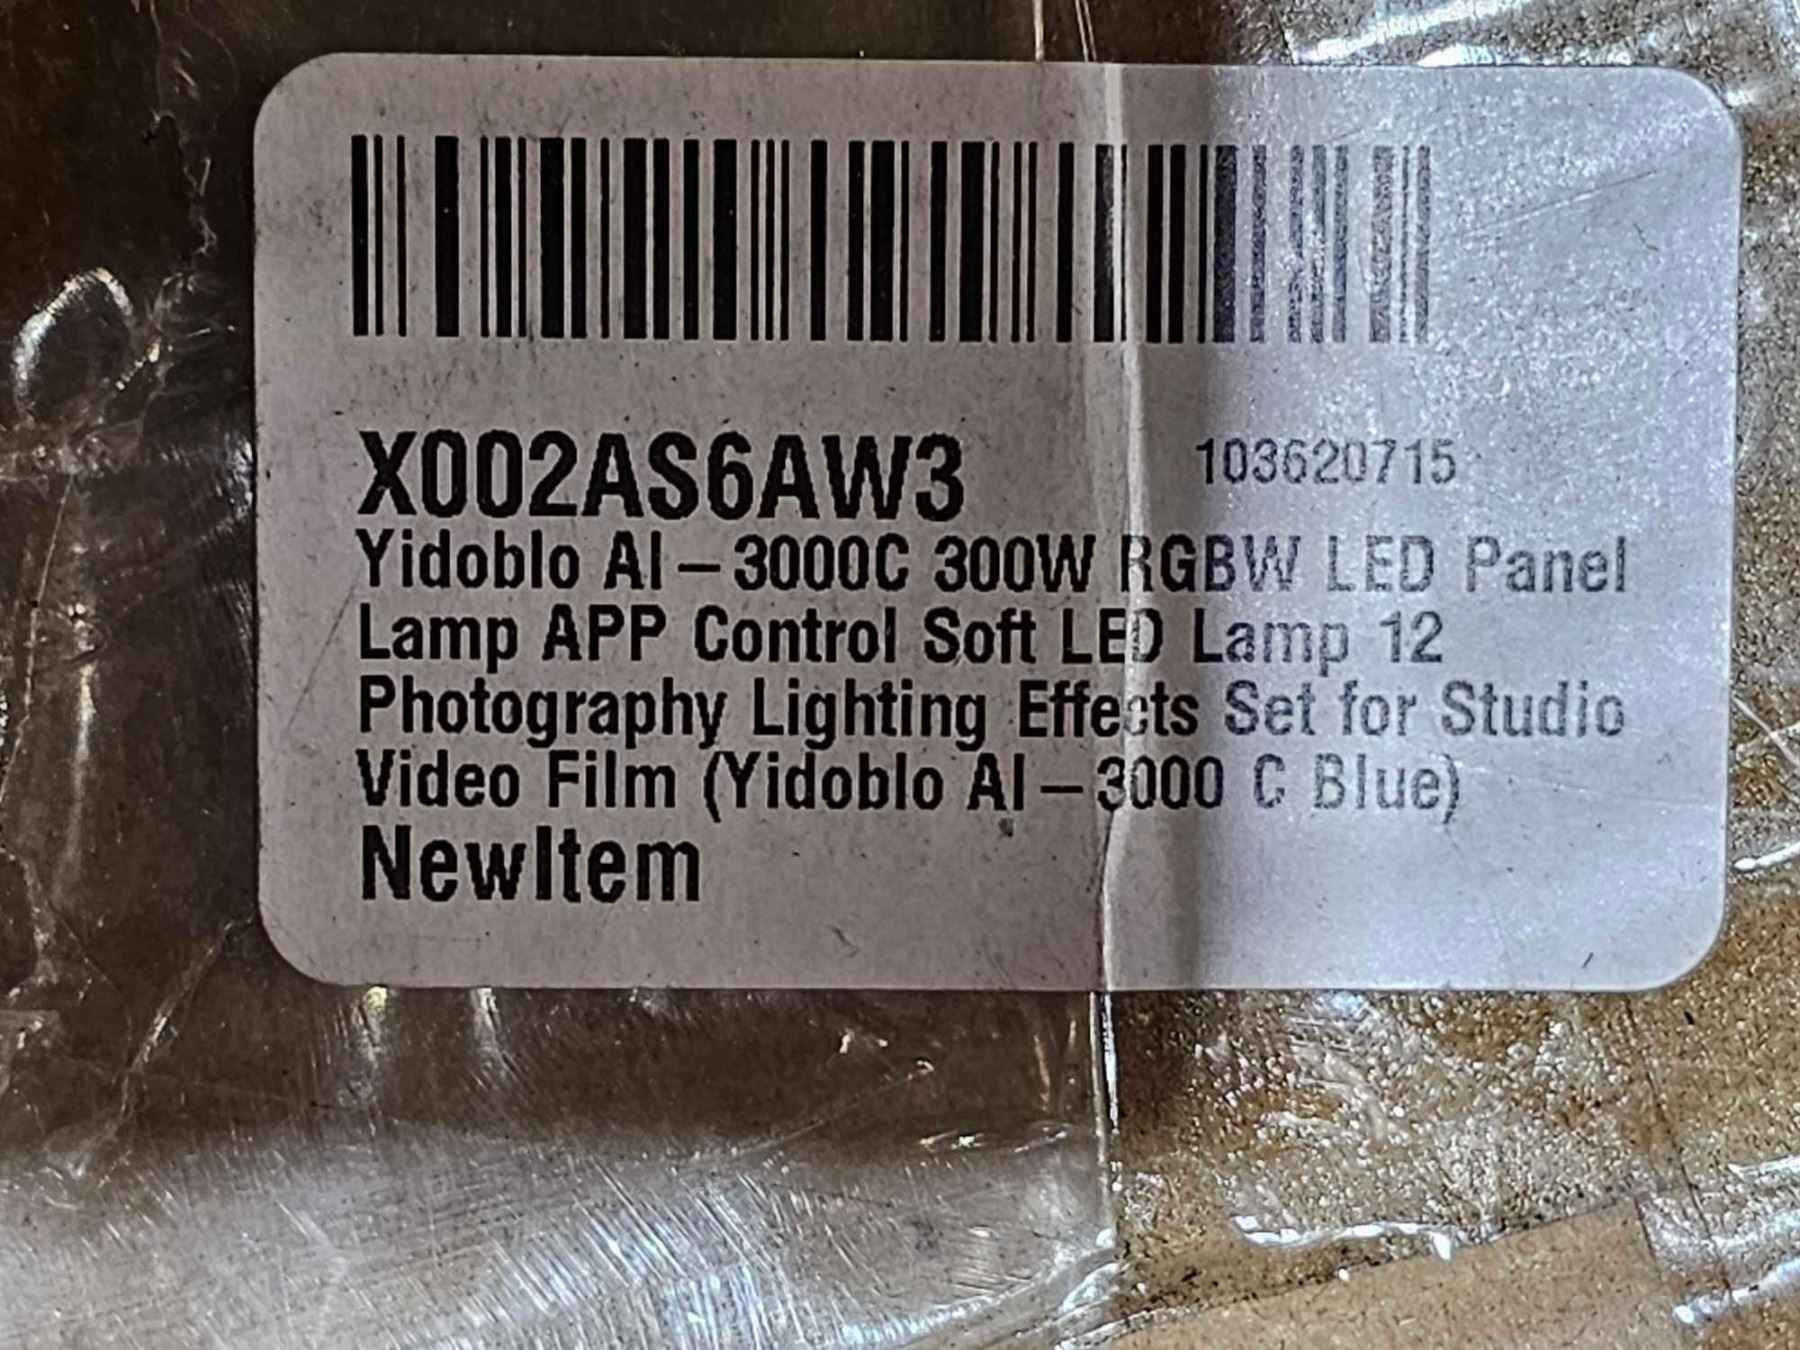 X002AS6AW3 103620715
Yidoblo AI-3000C 300W RGBW LED Panel
Lamp APP Control Soft LED Lamp 12
Photography Lighting Effects Set for Studio
Video Film (Yidoblo AI-3000 C Blue)
NewItem